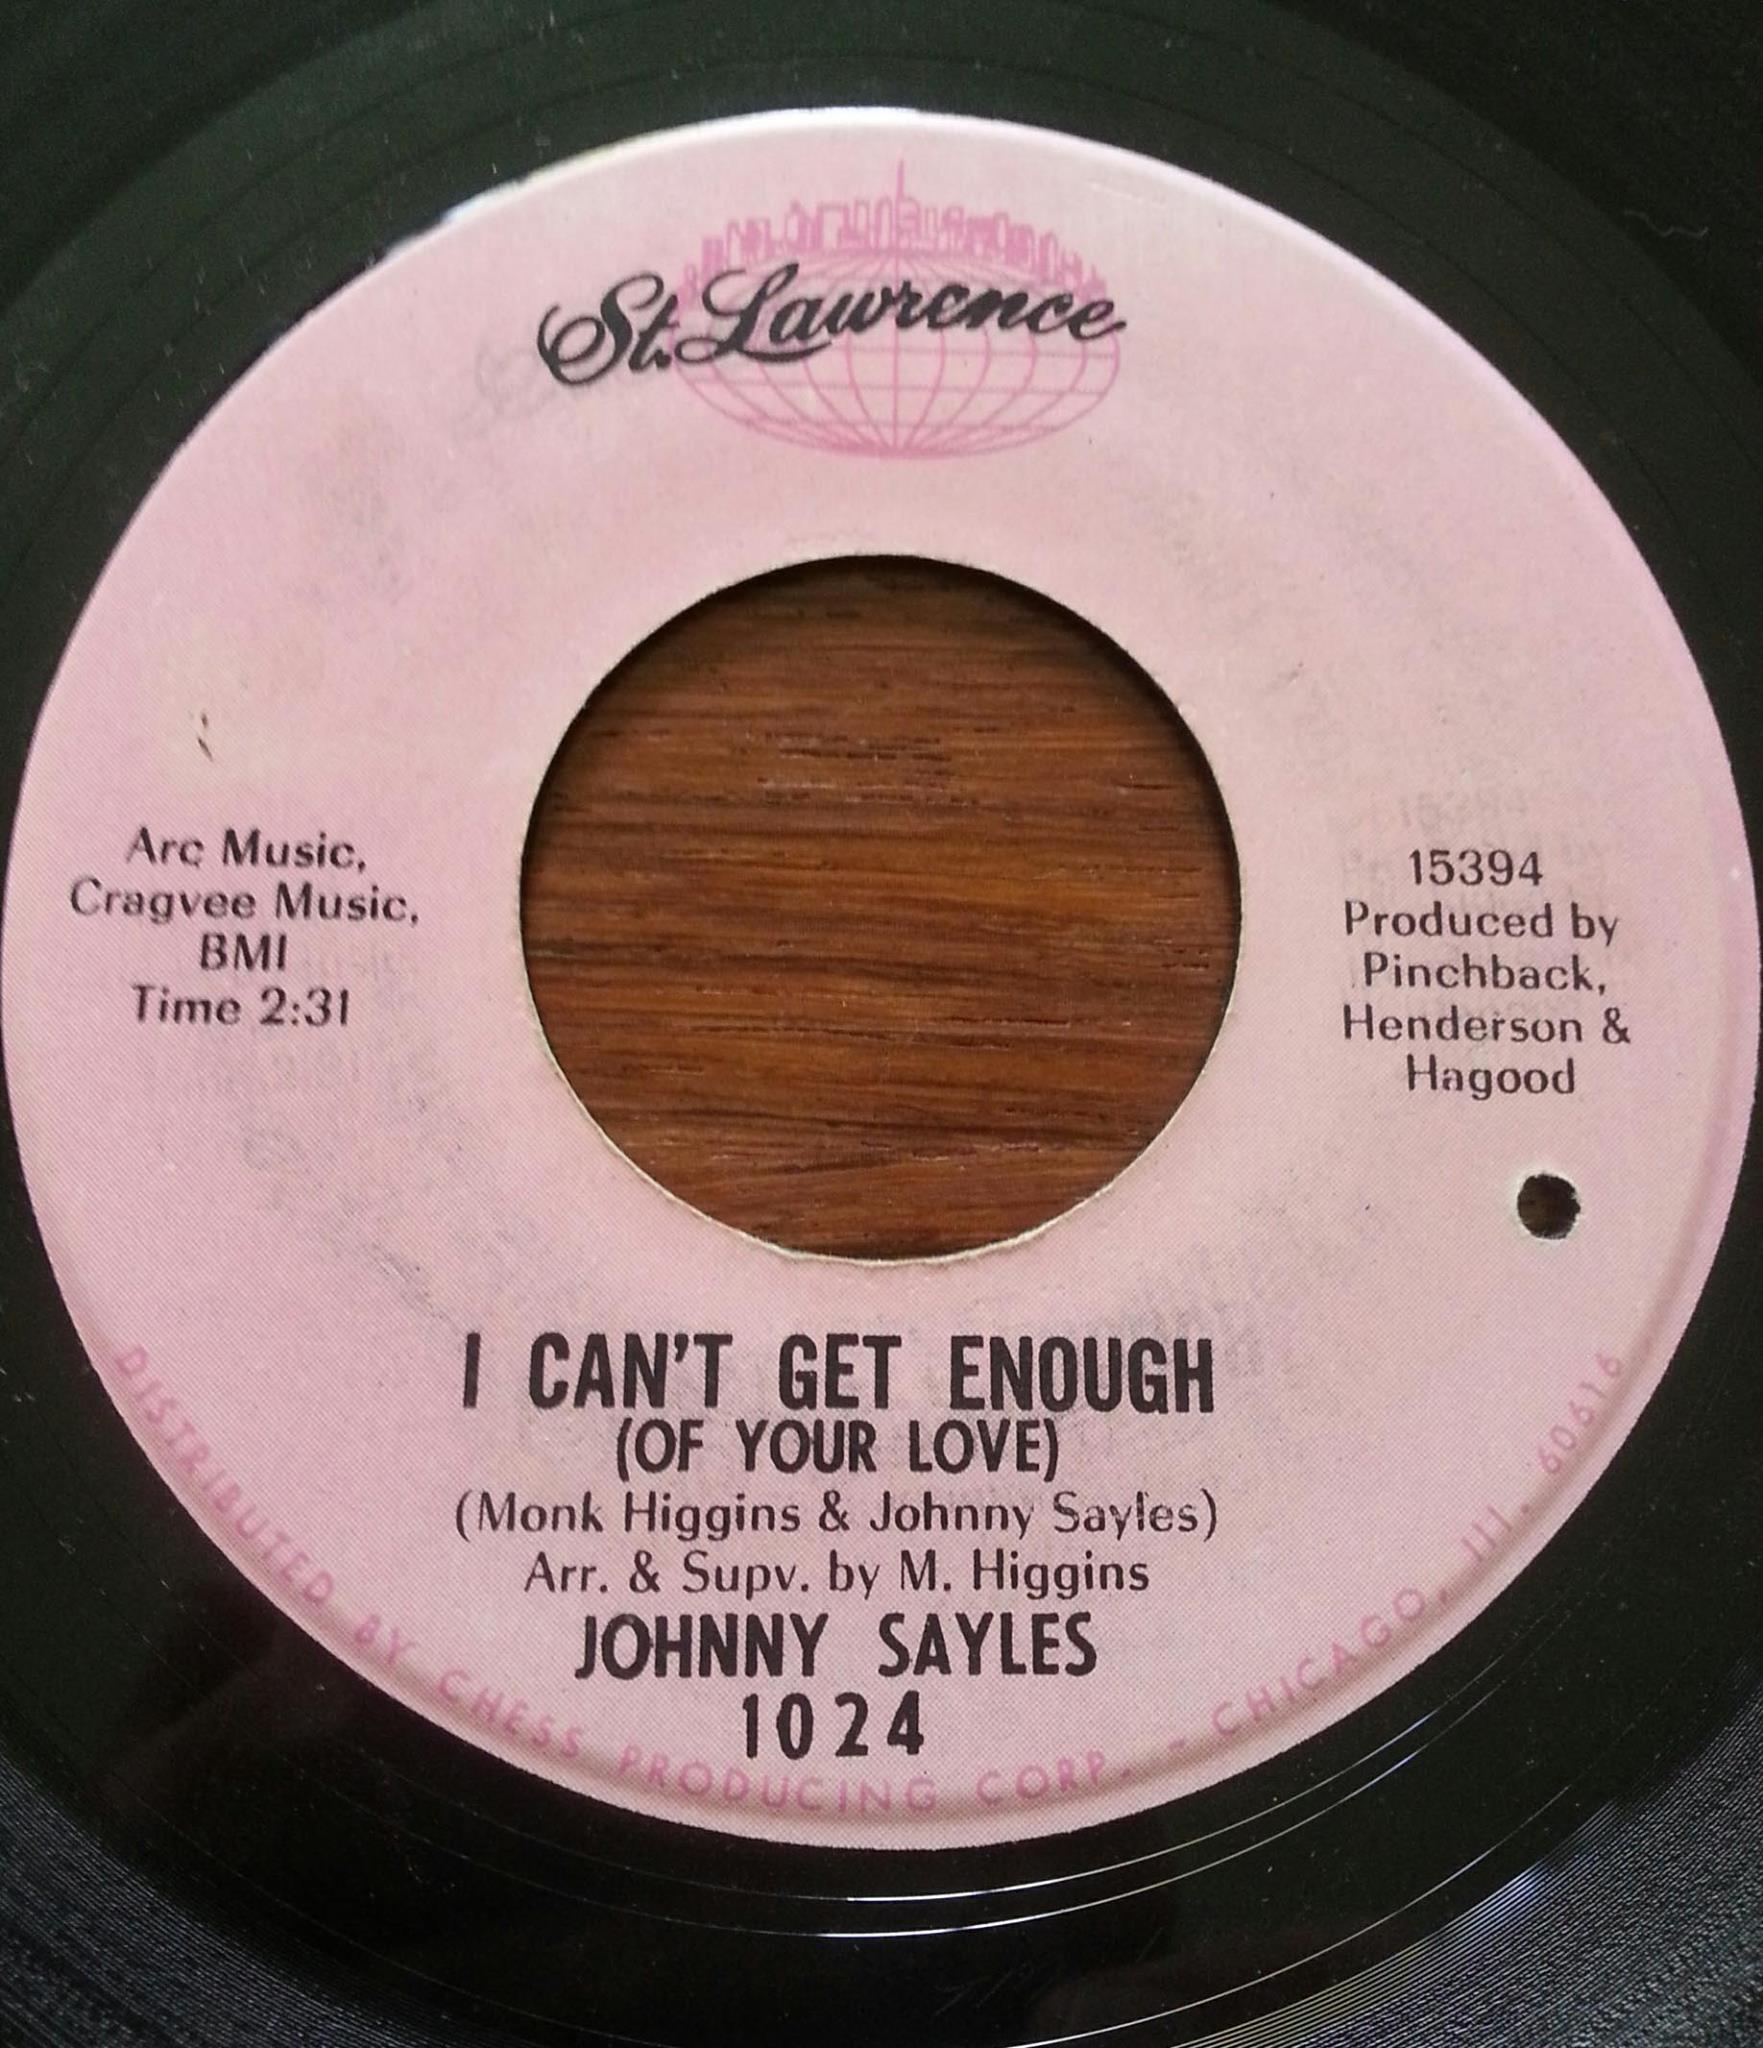 St. Lawrence
Arc Music,
Cragvee Music,
BMI
Time 2:31
15394
Produced by
Pinchback,
Henderson &
Hagood
I CAN'T GET ENOUGH
(OF YOUR LOVE)
(Monk Higgins & Johnny Sayles)
Arr. & Supv. by M. Higgins
JOHNNY SAYLES
1024
DISTRIBUTED BY CHESS PRODUCING CORP. - CHICAGO, ILL. 60616